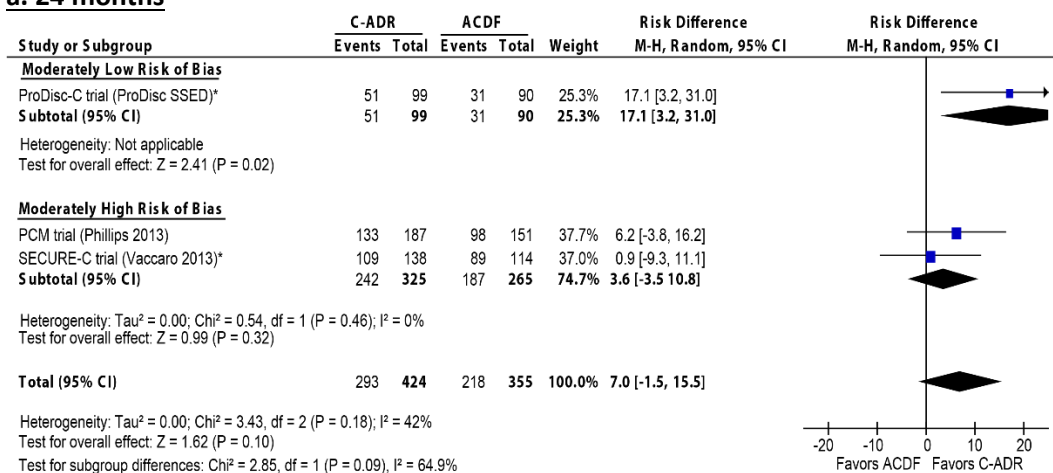 a. 24 months
C-ADR ACDF Risk Difference Risk Difference
Study or Subgroup Events Total Events Total Weight M-H, Random, 95% CI M-H, Random, 95% CI
Moderately Low Risk of Bias
ProDisc-C trial (ProDisc SSED)* 51 99 31 90 25.3% 17.1 [3.2, 31.0]
Subtotal (95% CI) 51 99 31 90 25.3% 17.1 [3.2, 31.0]
Heterogeneity: Not applicable
Test for overall effect: Z = 2.41 (P = 0.02)
Moderately High Risk of Bias
PCM trial (Phillips 2013) 133 187 98 151 37.7% 6.2 [-3.8, 16.2]
SECURE-C trial (Vaccaro 2013)* 109 138 89 114 37.0% 0.9 [-9.3, 11.1]
Subtotal (95% CI) 242 325 187 265 74.7% 3.6 [-3.5 10.8]
Heterogeneity: Tau² = 0.00; Chi² = 0.54, df = 1 (P = 0.46); I² = 0%
Test for overall effect: Z = 0.99 (P = 0.32)
Total (95% CI) 293 424 218 355 100.0% 7.0 [-1.5, 15.5]
Heterogeneity: Tau² = 0.00; Chi² = 3.43, df = 2 (P = 0.18); I² = 42%
Test for overall effect: Z = 1.62 (P = 0.10)
Test for subgroup differences: Chi² = 2.85, df = 1 (P = 0.09), I² = 64.9%
-20 -10 0 10 20
Favors ACDF Favors C-ADR